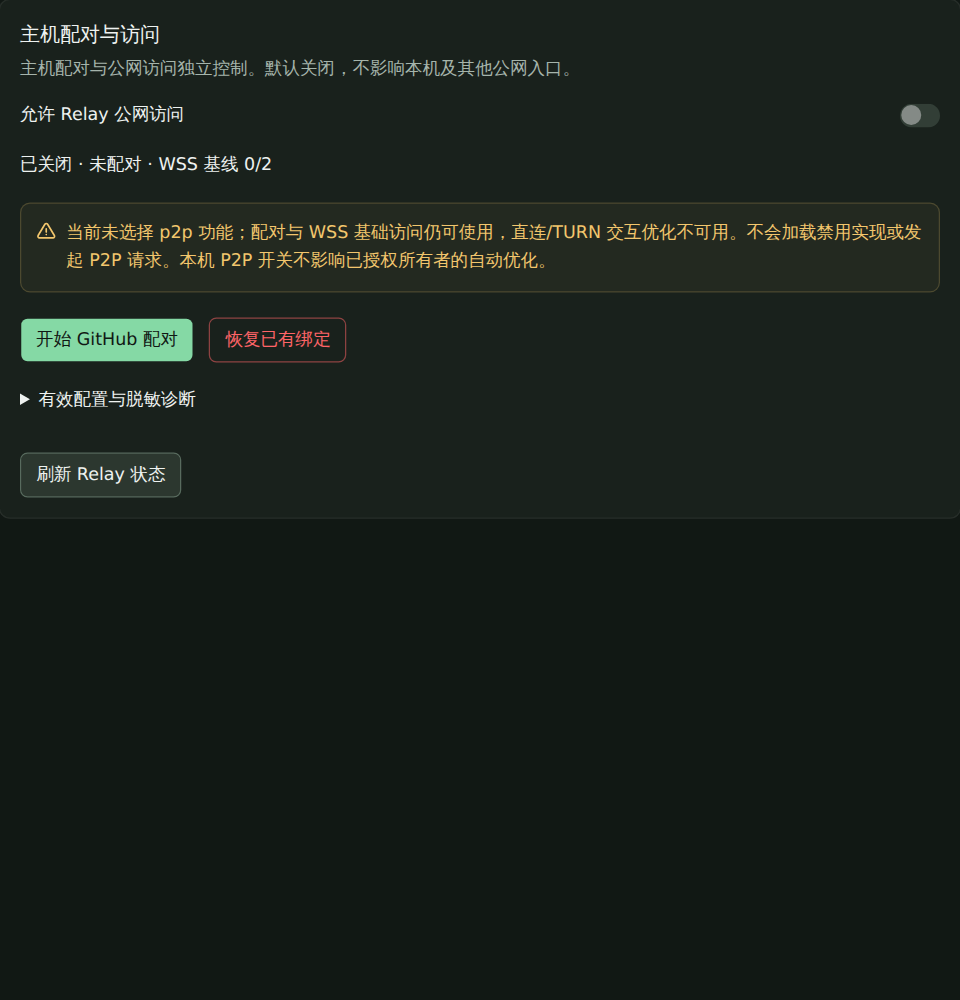 主机配对与访问
主机配对与公网访问独立控制。默认关闭，不影响本机及其他公网入口。
允许 Relay 公网访问
已关闭 · 未配对 · WSS 基线 0/2
当前未选择 p2p 功能；配对与 WSS 基础访问仍可使用，直连/TURN 交互优化不可用。不会加载禁用实现或发
起 P2P 请求。本机 P2P 开关不影响已授权所有者的自动优化。
开始 GitHub 配对
恢复已有绑定
有效配置与脱敏诊断
刷新 Relay 状态